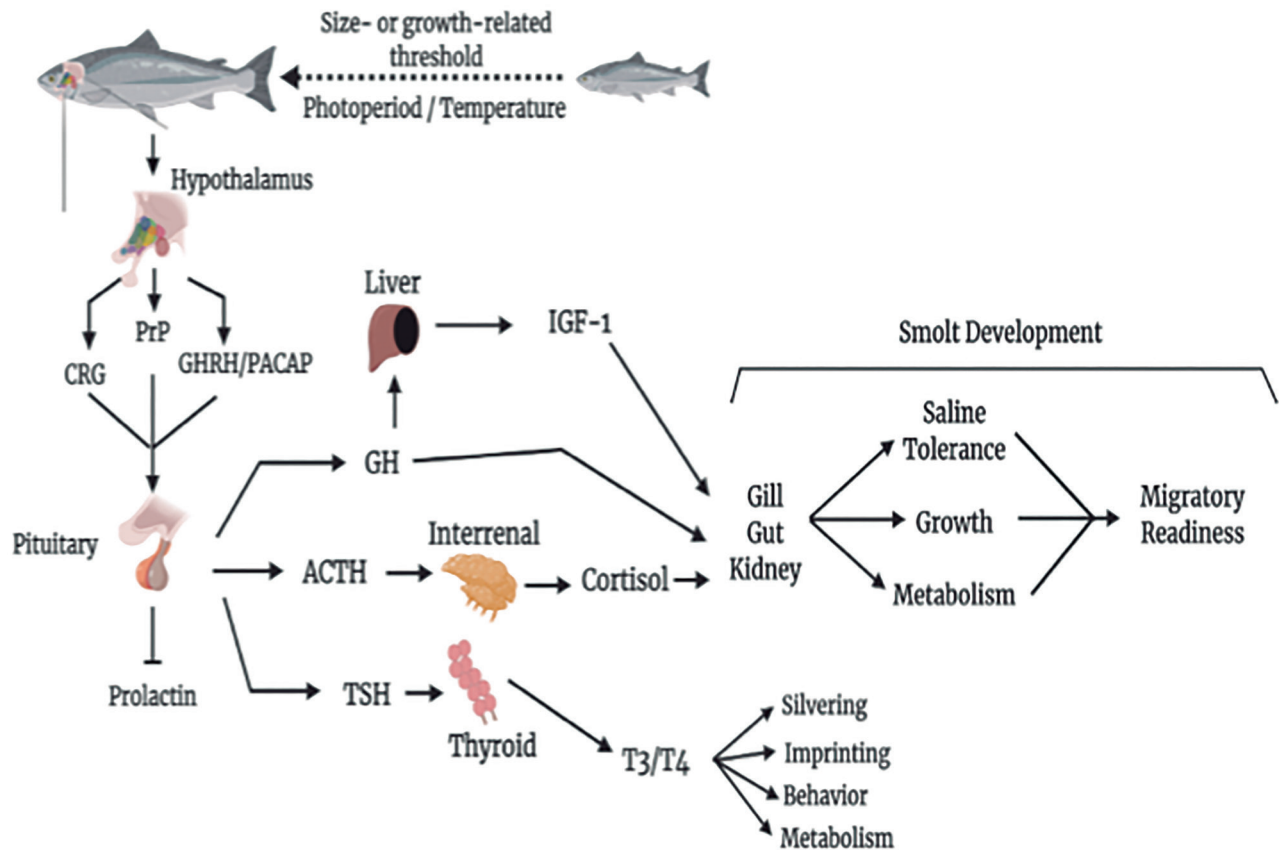 Size- or growth-related
threshold
Photoperiod / Temperature
Hypothalamus
PrP
CRG
GHRH/PACAP
Liver
IGF-1
Smolt Development
Saline
Tolerance
GH
Gill
Gut
Kidney
Growth
Migratory
Readiness
Pituitary
Interrenal
ACTH
Cortisol
Metabolism
Prolactin
TSH
Thyroid
T3/T4
Silvering
Imprinting
Behavior
Metabolism